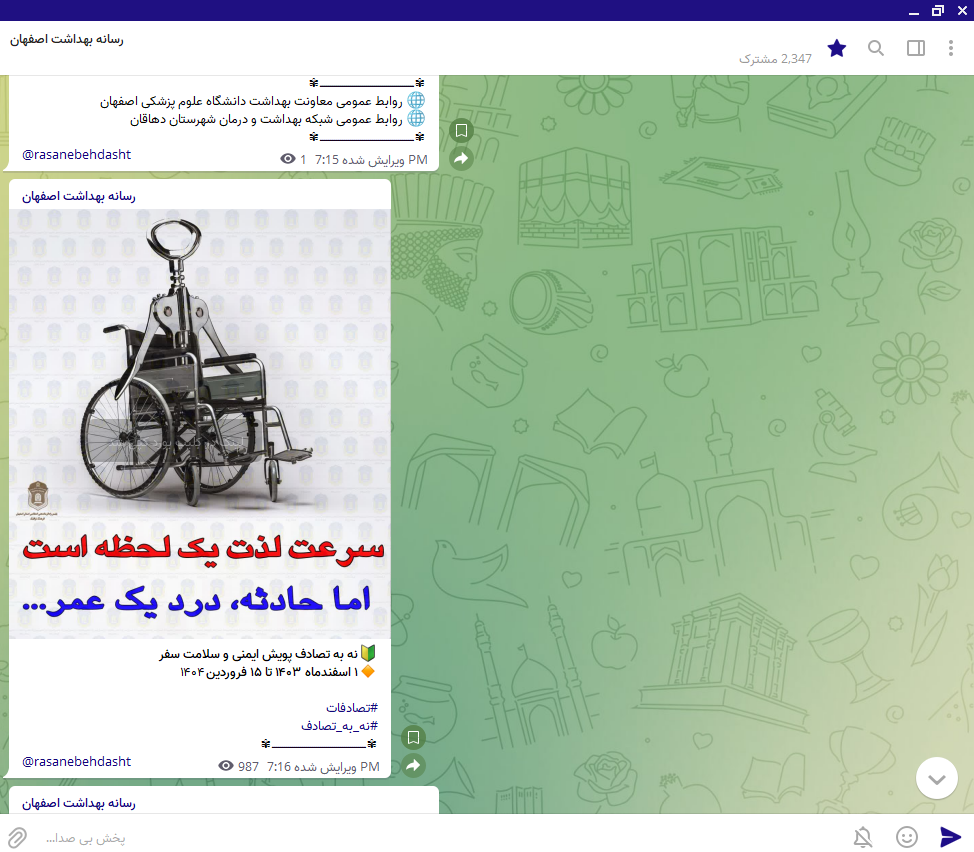 رسانه بهداشت اصفهان
2,347 مشترک
✾ـــــــــــــــــــــــــــــ✾
🌐 روابط عمومی معاونت بهداشت دانشگاه علوم پزشکی اصفهان
🌐 روابط عمومی شبکه بهداشت و درمان شهرستان دهاقان
✾ـــــــــــــــــــــــــــــ✾
@rasanebehdasht
1 ویرایش شده 7:15 PM
رسانه بهداشت اصفهان
سرعت لذت یک لحظه است
اما حادثه، درد یک عمر...
🔰 نه به تصادف پویش ایمنی و سلامت سفر
🔶 ۱ اسفندماه ۱۴۰۳ تا ۱۵ فروردین ۱۴۰۴
#تصادفات
#نه_به_تصادف
✾ـــــــــــــــــــــــــــــ✾
@rasanebehdasht
987 ویرایش شده 7:16 PM
رسانه بهداشت اصفهان
پخش بی صدا...